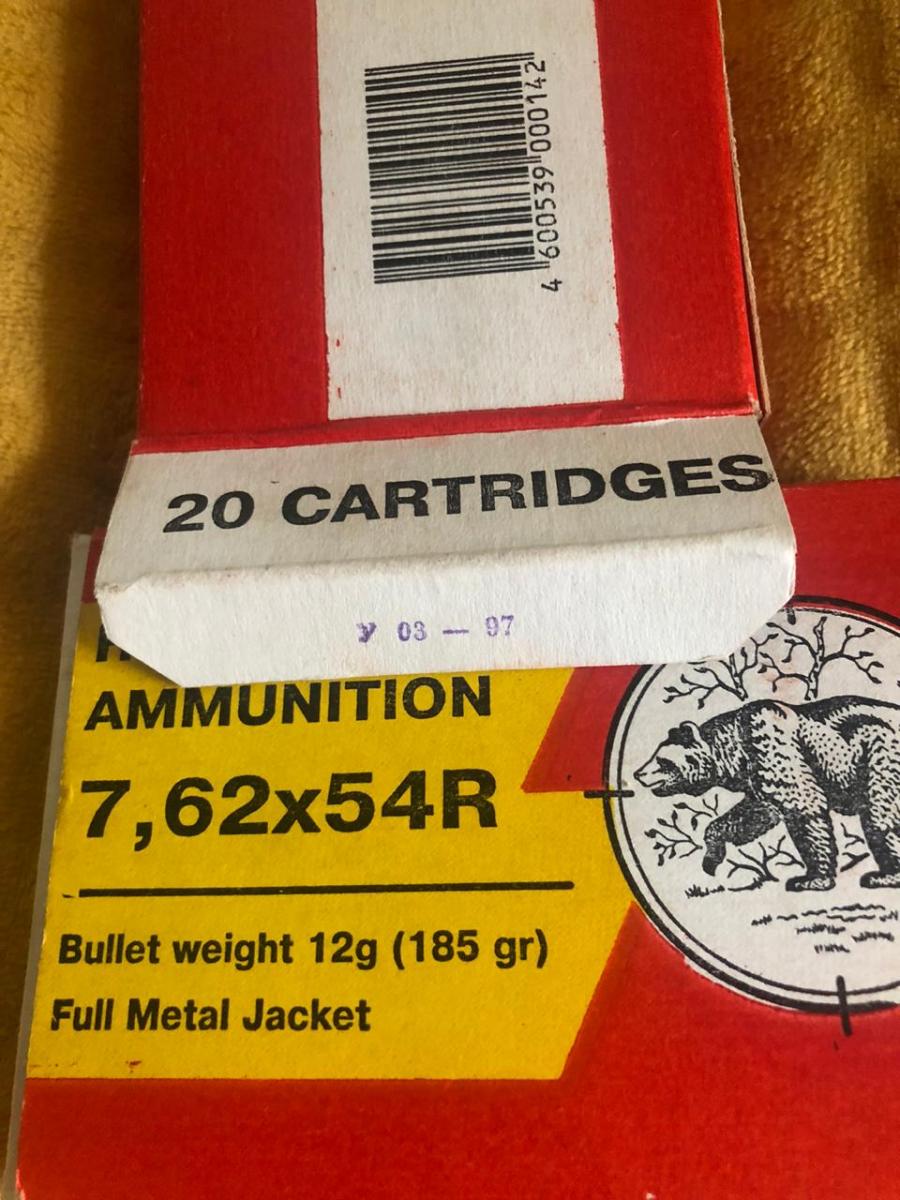 4 600539 000142
20 CARTRIDGES
03 — 97
AMMUNITION
7,62x54R
Bullet weight 12g (185 gr)
Full Metal Jacket